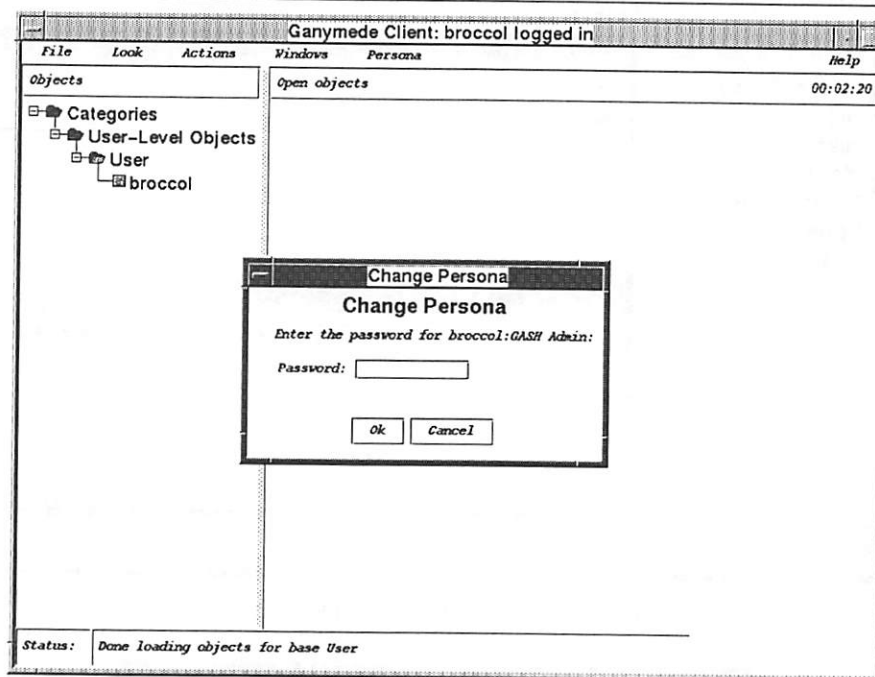 Ganymede Client: broccol logged in
File Look Actions Windows Persona Help
Objects
Open objects 00:02:20
Categories
User-Level Objects
User
broccol
Change Persona
Change Persona
Enter the password for broccol:GASH Admin:
Password:
Ok Cancel
Status: Done loading objects for base User